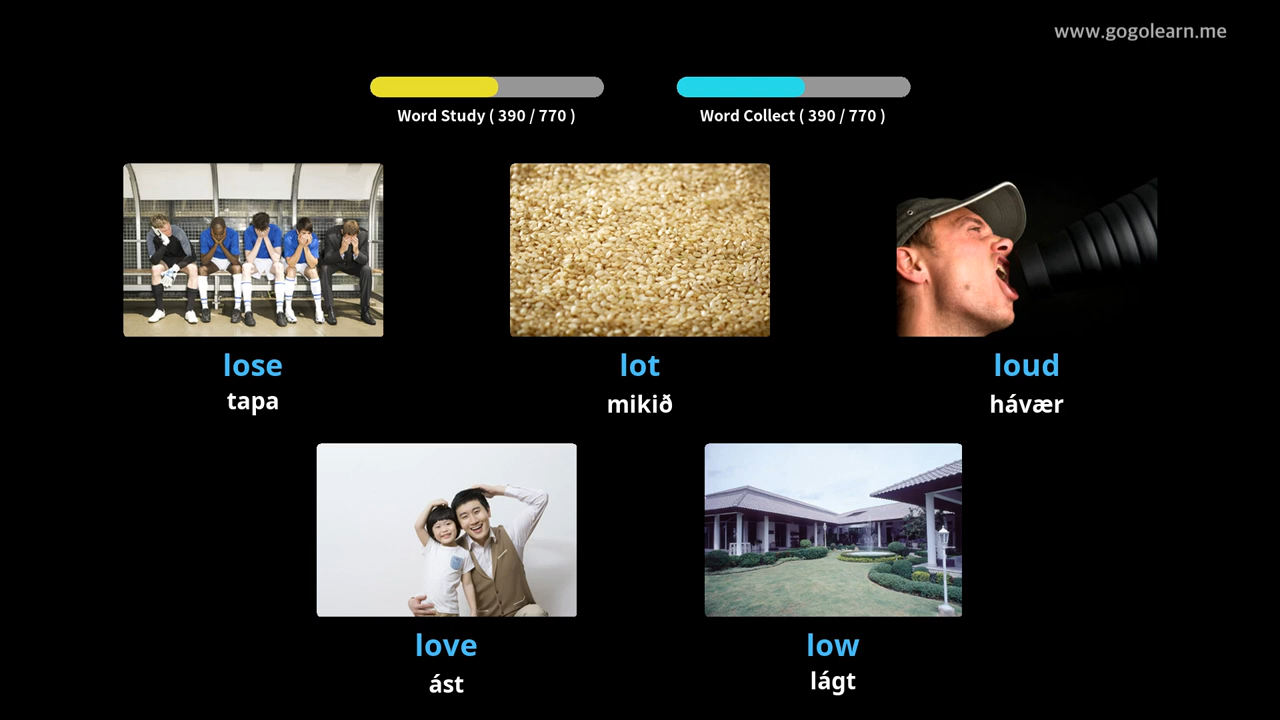 www.gogolearn.me
Word Study ( 390 / 770 )
Word Collect ( 390 / 770 )
lose
tapa
lot
mikið
loud
hávær
love
ást
low
lágt